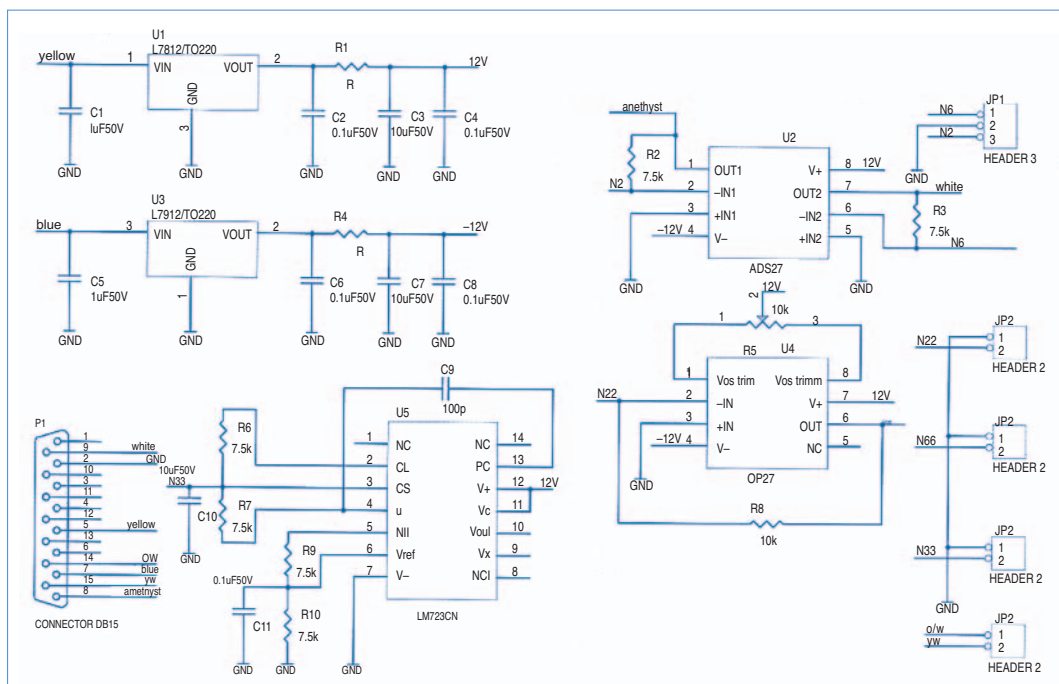 U1
L7812/TO220
yellow
1
VIN
VOUT
2
GND
3
R1
R
12V
C1
1uF50V
C2
0.1uF50V
C3
10uF50V
C4
0.1uF50V
GND
GND
GND
GND
GND
U3
L7912/TO220
blue
3
VIN
VOUT
2
GND
1
R4
R
–12V
C5
1uF50V
C6
0.1uF50V
C7
10uF50V
C8
0.1uF50V
GND
GND
GND
GND
GND
anethyst
R2
7.5k
N2
U2
1
OUT1
2
–IN1
3
+IN1
–12V
4
V–
V+
8
12V
OUT2
7
white
–IN2
6
+IN2
5
R3
7.5k
N6
ADS27
GND
GND
JP1
N6
1
2
N2
3
HEADER 3
GND
12V
2
10k
1
3
R5
U4
1
Vos trim
N22
2
–IN
3
+IN
–12V
4
V–
Vos trimm
8
V+
7
12V
OUT
6
NC
5
OP27
GND
R8
10k
JP2
1
N22
2
HEADER 2
JP2
1
N66
2
HEADER 2
JP2
1
N33
2
HEADER 2
GND
JP2
o/w
1
yw
2
HEADER 2
P1
1
9
white
2
GND
10
3
11
4
12
5
yellow
13
6
14
OW
7
blue
15
yw
8
ametnyst
CONNECTOR DB15
C9
100p
U5
R6
7.5k
10uF50V
N33
C10
R7
7.5k
GND
1
NC
2
CL
3
CS
4
u
5
NII
6
Vref
7
V–
NC
14
PC
13
V+
12
12V
Vc
11
Voul
10
Vx
9
NCI
8
LM723CN
R9
7.5k
0.1uF50V
C11
R10
7.5k
GND
GND
GND